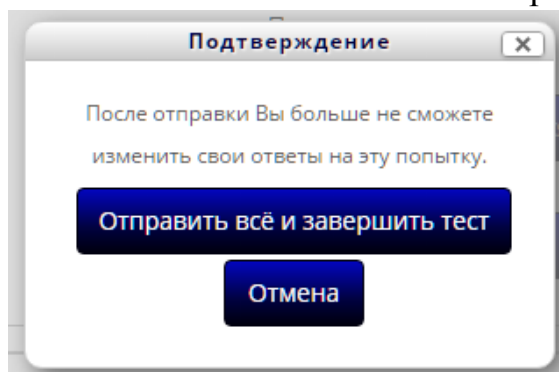 Подтверждение
После отправки Вы больше не сможете
изменить свои ответы на эту попытку.
Отправить всё и завершить тест
Отмена